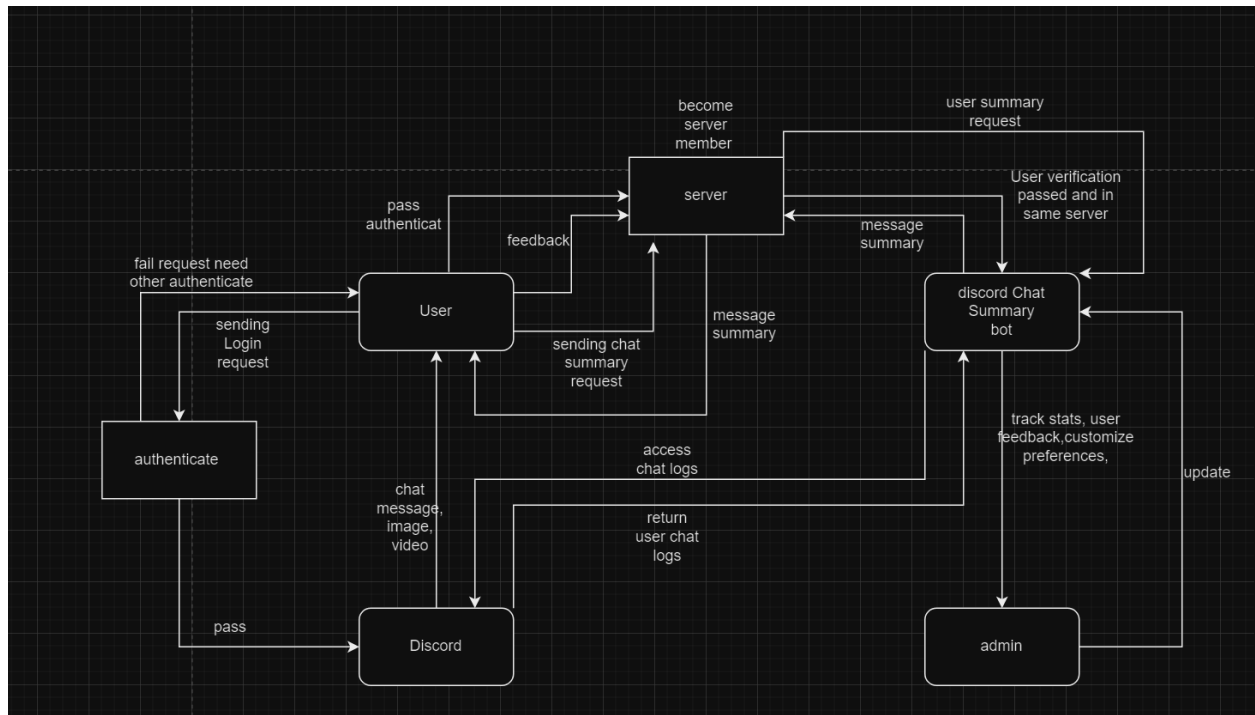 become
server
member
user summary
request
server
User verification
passed and in
same server
pass
authenticat
feedback
message
summary
fail request need
other authenticate
User
discord Chat
Summary
bot
sending
Login
request
sending chat
summary
request
message
summary
authenticate
access
chat logs
track stats, user
feedback,customize
preferences,
update
chat
message,
image,
video
return
user chat
logs
pass
Discord
admin